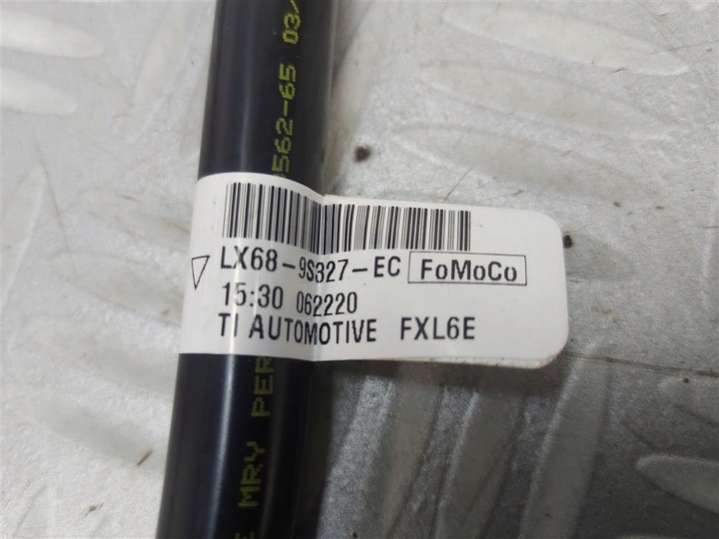 LX68-9S327-EC FoMoCo
15:30 062220
TI AUTOMOTIVE FXL6E
562-65 03/
MRY PER